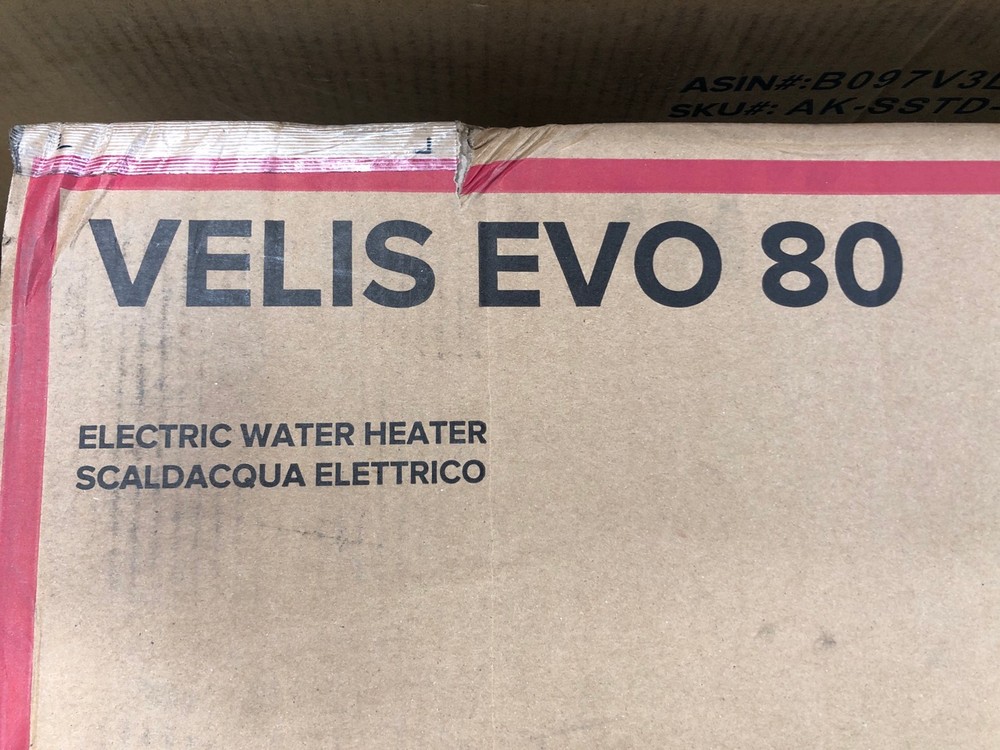 ASIN#:B097V3
SKU#: AK-SSTD-
VELIS EVO 80
ELECTRIC WATER HEATER
SCALDACQUA ELETTRICO